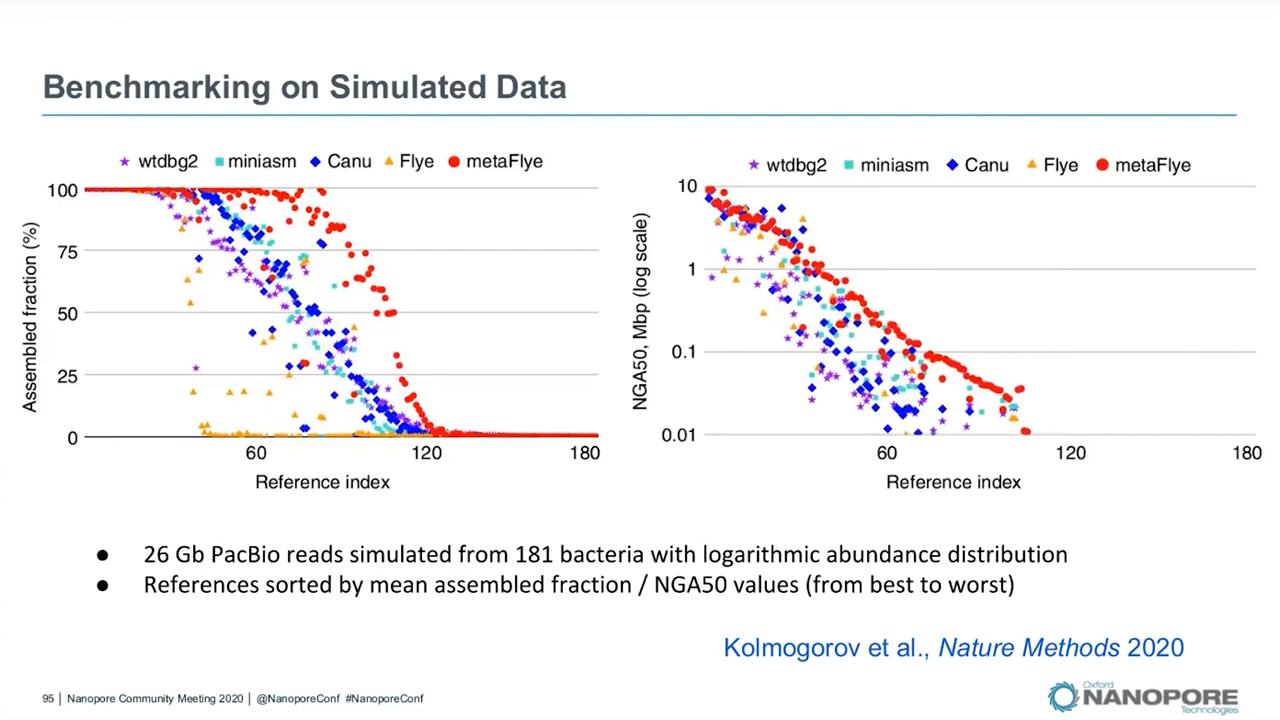 Benchmarking on Simulated Data
wtdbg2 miniasm Canu Flye metaFlye
100
75
50
25
0
Assembled fraction (%)
60 120 180
Reference index
wtdbg2 miniasm Canu Flye metaFlye
10
1
0.1
0.01
NGA50, Mbp (log scale)
60 120 180
Reference index
● 26 Gb PacBio reads simulated from 181 bacteria with logarithmic abundance distribution
● References sorted by mean assembled fraction / NGA50 values (from best to worst)
Kolmogorov et al., Nature Methods 2020
95 | Nanopore Community Meeting 2020 | @NanoporeConf #NanoporeConf
Oxford
NANOPORE
Technologies